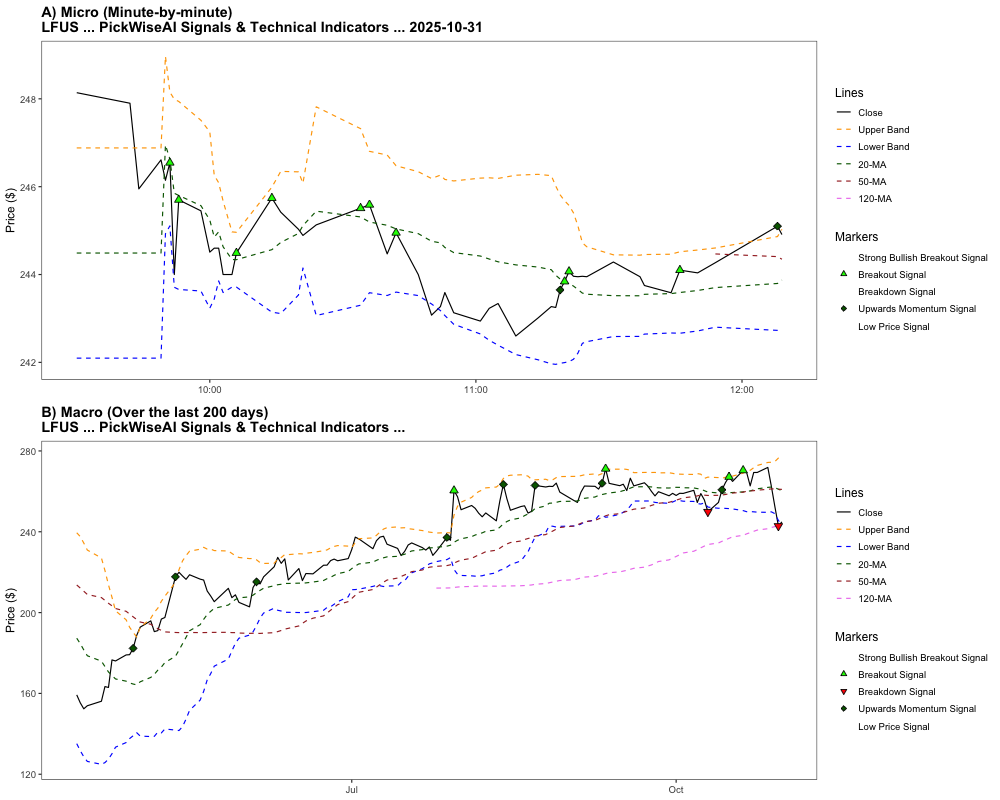 A) Micro (Minute-by-minute)
LFUS ... PickWiseAI Signals & Technical Indicators ... 2025-10-31
Price ($)
248
246
244
242
10:00
11:00
12:00
Lines
Close
Upper Band
Lower Band
20-MA
50-MA
120-MA
Markers
Strong Bullish Breakout Signal
Breakout Signal
Breakdown Signal
Upwards Momentum Signal
Low Price Signal
B) Macro (Over the last 200 days)
LFUS ... PickWiseAI Signals & Technical Indicators ...
Price ($)
280
240
200
160
120
Jul
Oct
Lines
Close
Upper Band
Lower Band
20-MA
50-MA
120-MA
Markers
Strong Bullish Breakout Signal
Breakout Signal
Breakdown Signal
Upwards Momentum Signal
Low Price Signal